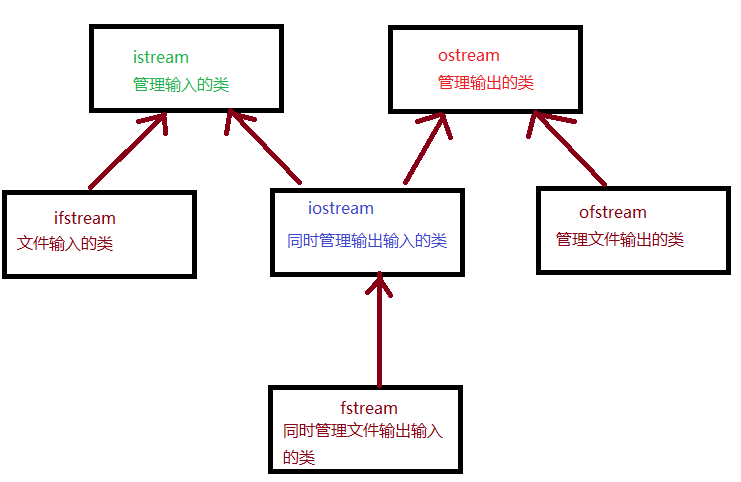 istream
管理输入的类
ostream
管理输出的类
ifstream
文件输入的类
iostream
同时管理输出输入的类
ofstream
管理文件输出的类
fstream
同时管理文件输出输入
的类